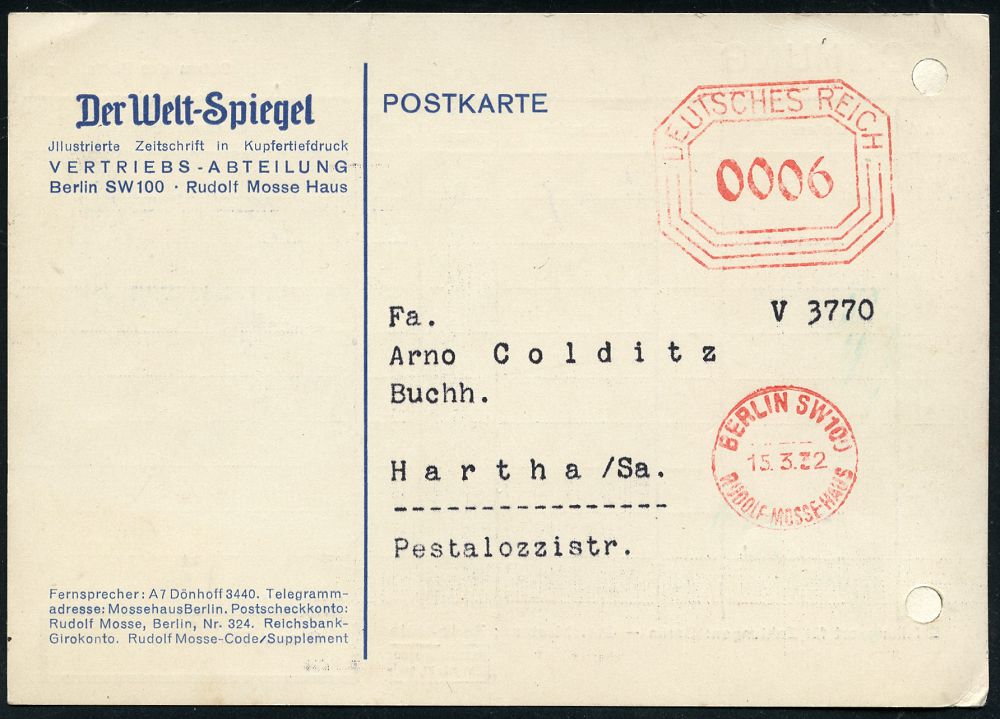 Der Welt-Spiegel
Jllustrierte Zeitschrift in Kupfertiefdruck
VERTRIEBS-ABTEILUNG
Berlin SW100 · Rudolf Mosse Haus
POSTKARTE
DEUTSCHES REICH
0006
V 3770
Fa.
Arno Colditz
Buchh.
Hartha/Sa.
Pestalozzistr.
BERLIN SW100
15.3.32
RUDOLF-MOSSE-HAUS
Fernsprecher: A7 Dönhoff 3440. Telegramm-
adresse: MossehausBerlin. Postscheckkonto:
Rudolf Mosse, Berlin, Nr. 324. Reichsbank-
Girokonto. Rudolf Mosse-Code/Supplement